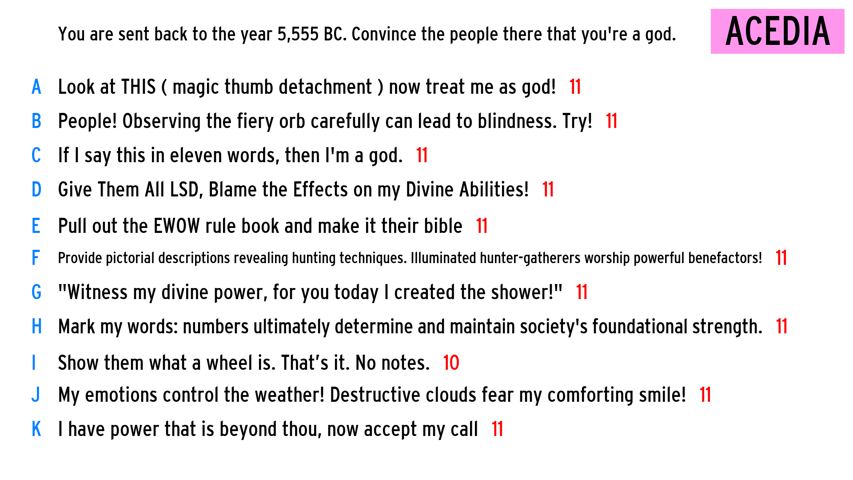 You are sent back to the year 5,555 BC. Convince the people there that you're a god. ACEDIA
A Look at THIS ( magic thumb detachment ) now treat me as god! 11
B People! Observing the fiery orb carefully can lead to blindness. Try! 11
C If I say this in eleven words, then I'm a god. 11
D Give Them All LSD, Blame the Effects on my Divine Abilities! 11
E Pull out the EWOW rule book and make it their bible 11
F Provide pictorial descriptions revealing hunting techniques. Illuminated hunter-gatherers worship powerful benefactors! 11
G "Witness my divine power, for you today I created the shower!" 11
H Mark my words: numbers ultimately determine and maintain society's foundational strength. 11
I Show them what a wheel is. That’s it. No notes. 10
J My emotions control the weather! Destructive clouds fear my comforting smile! 11
K I have power that is beyond thou, now accept my call 11